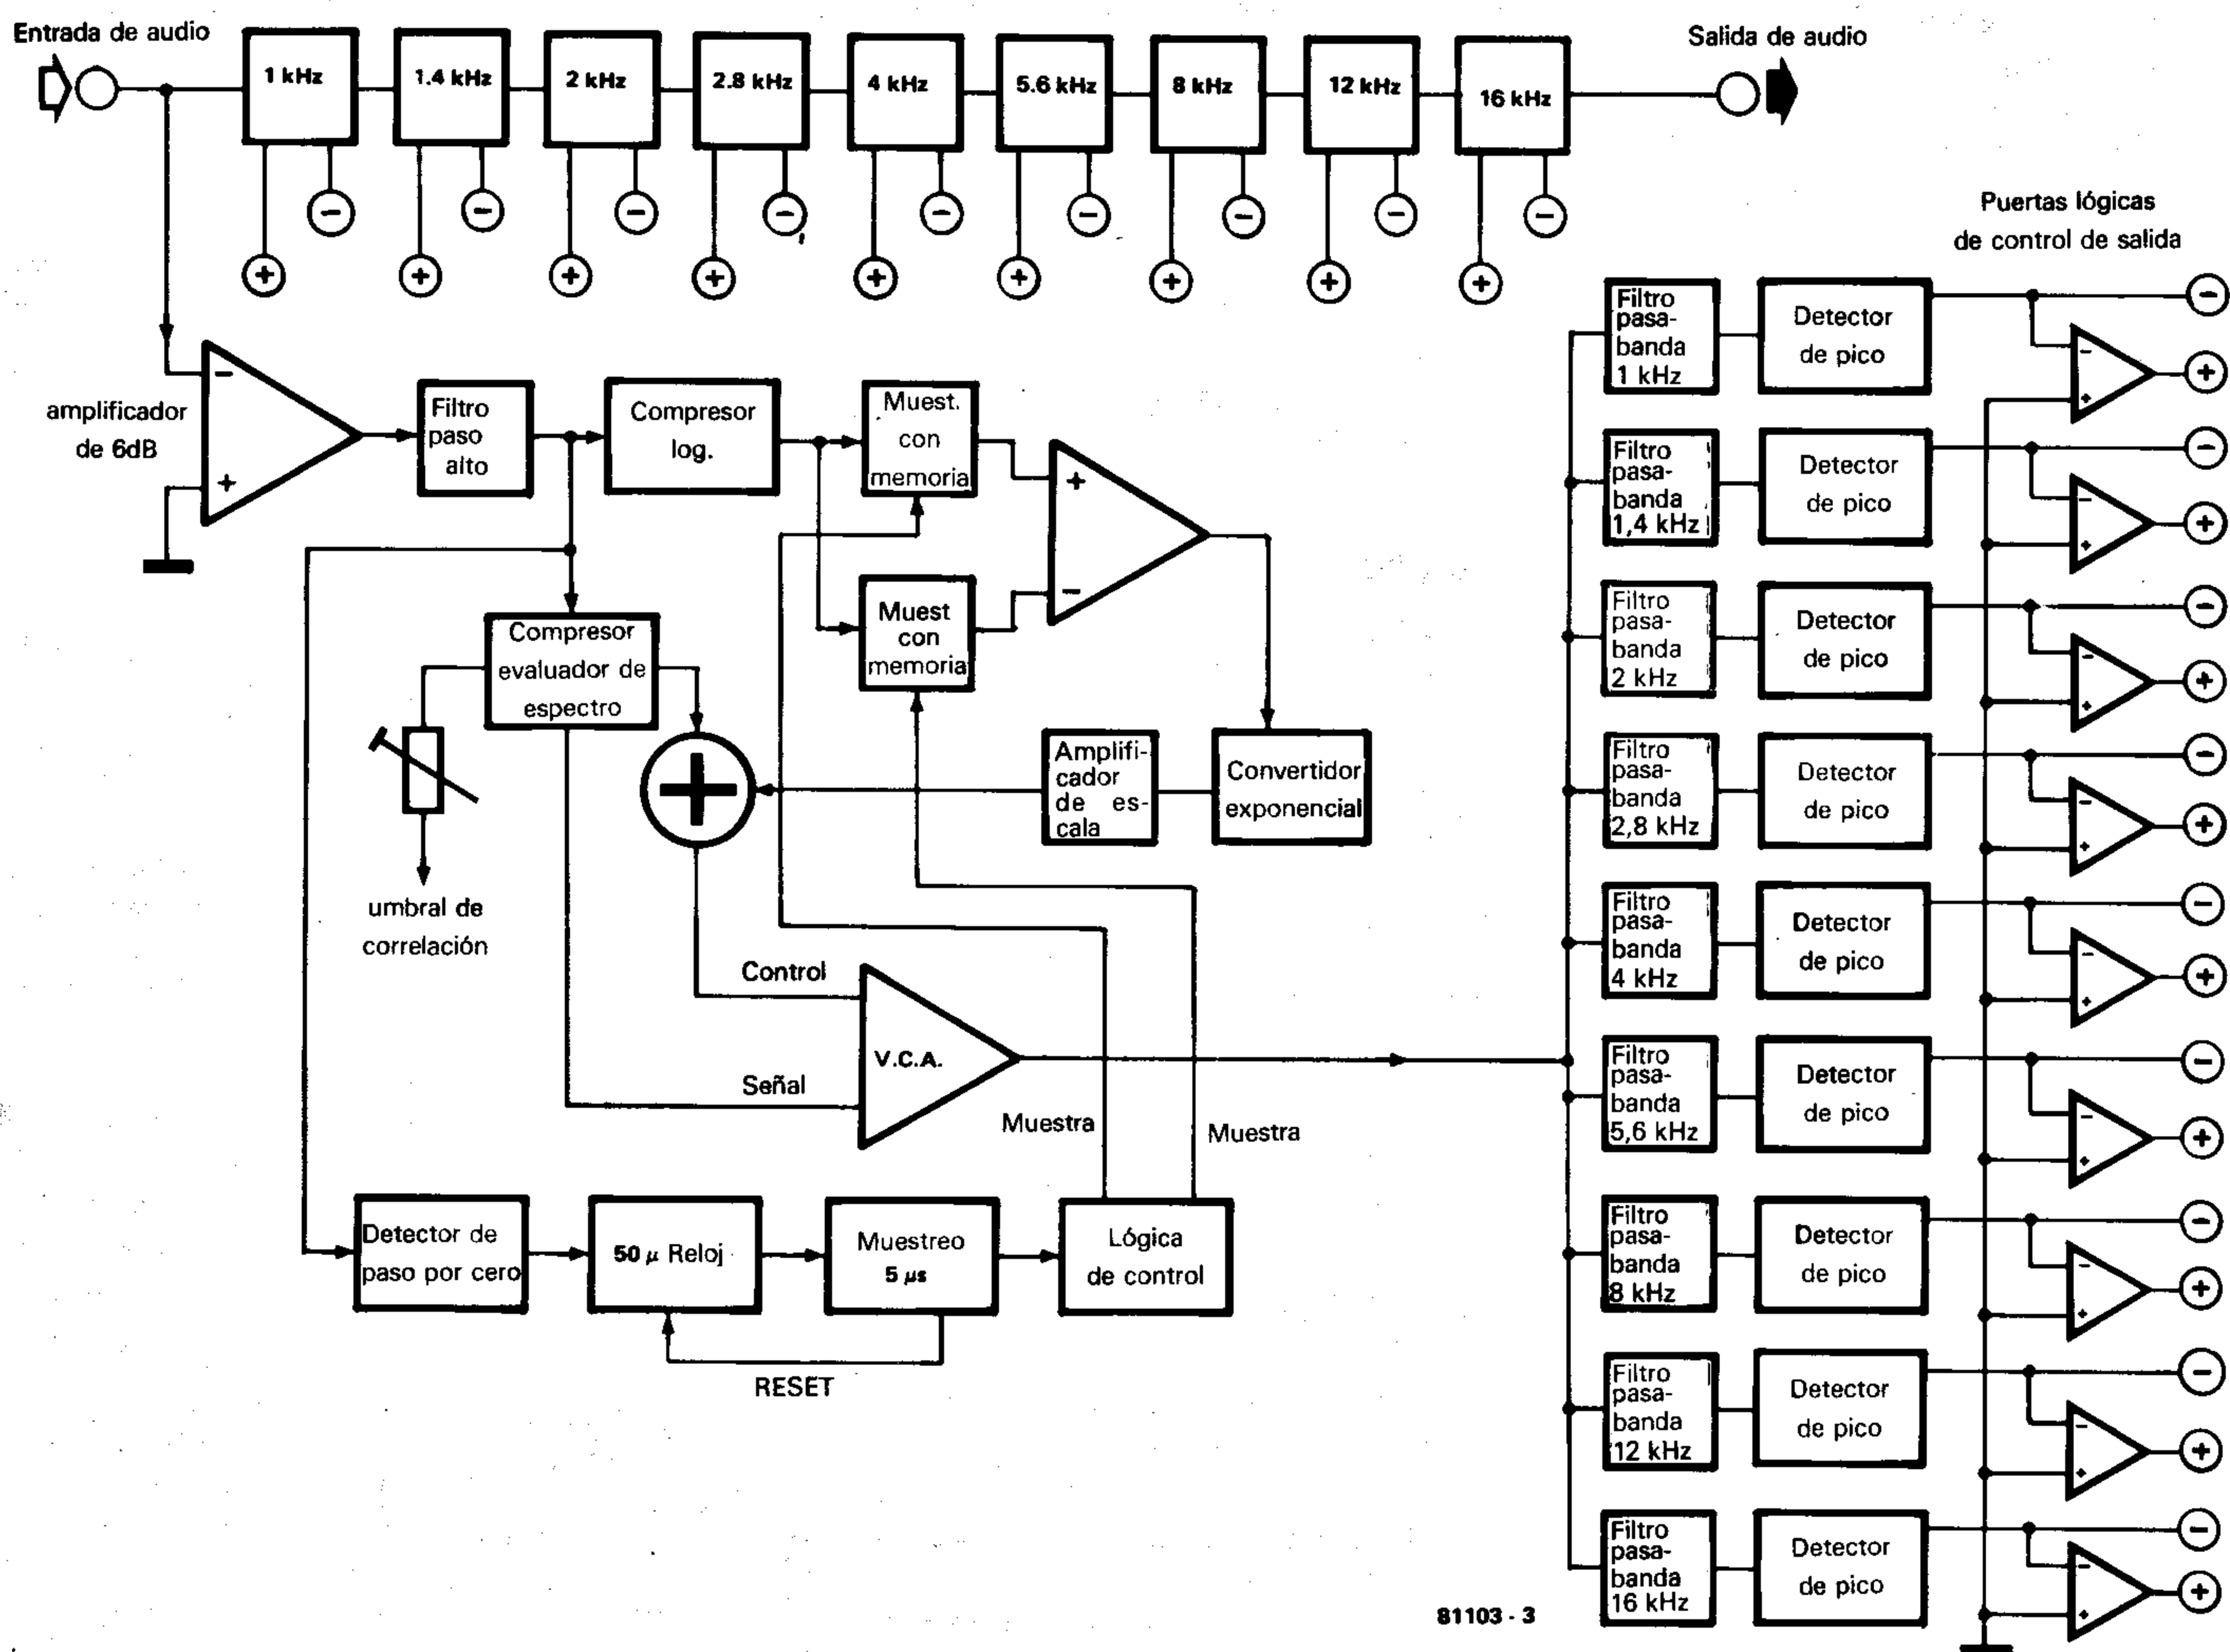 Entrada de audio
1 kHz
1.4 kHz
2 kHz
2.8 kHz
4 kHz
5.6 kHz
8 kHz
12 kHz
16 kHz
Salida de audio
Puertas lógicas
de control de salida
amplificador
de 6dB
Filtro
paso
alto
Compresor
log.
Muest.
con
memoria
Muest
con
memoria
Compresor
evaluador de
espectro
umbral de
correlación
Amplifi-
cador
de es-
cala
Convertidor
exponencial
Control
Señal
V.C.A.
Muestra
Muestra
Detector de
paso por cero
50 μ Reloj
Muestreo
5 μs
Lógica
de control
RESET
Filtro
pasa-
banda
1 kHz
Detector
de pico
Filtro
pasa-
banda
1,4 kHz
Detector
de pico
Filtro
pasa-
banda
2 kHz
Detector
de pico
Filtro
pasa-
banda
2,8 kHz
Detector
de pico
Filtro
pasa-
banda
4 kHz
Detector
de pico
Filtro
pasa-
banda
5,6 kHz
Detector
de pico
Filtro
pasa-
banda
8 kHz
Detector
de pico
Filtro
pasa-
banda
12 kHz
Detector
de pico
Filtro
pasa-
banda
16 kHz
Detector
de pico
81103 - 3